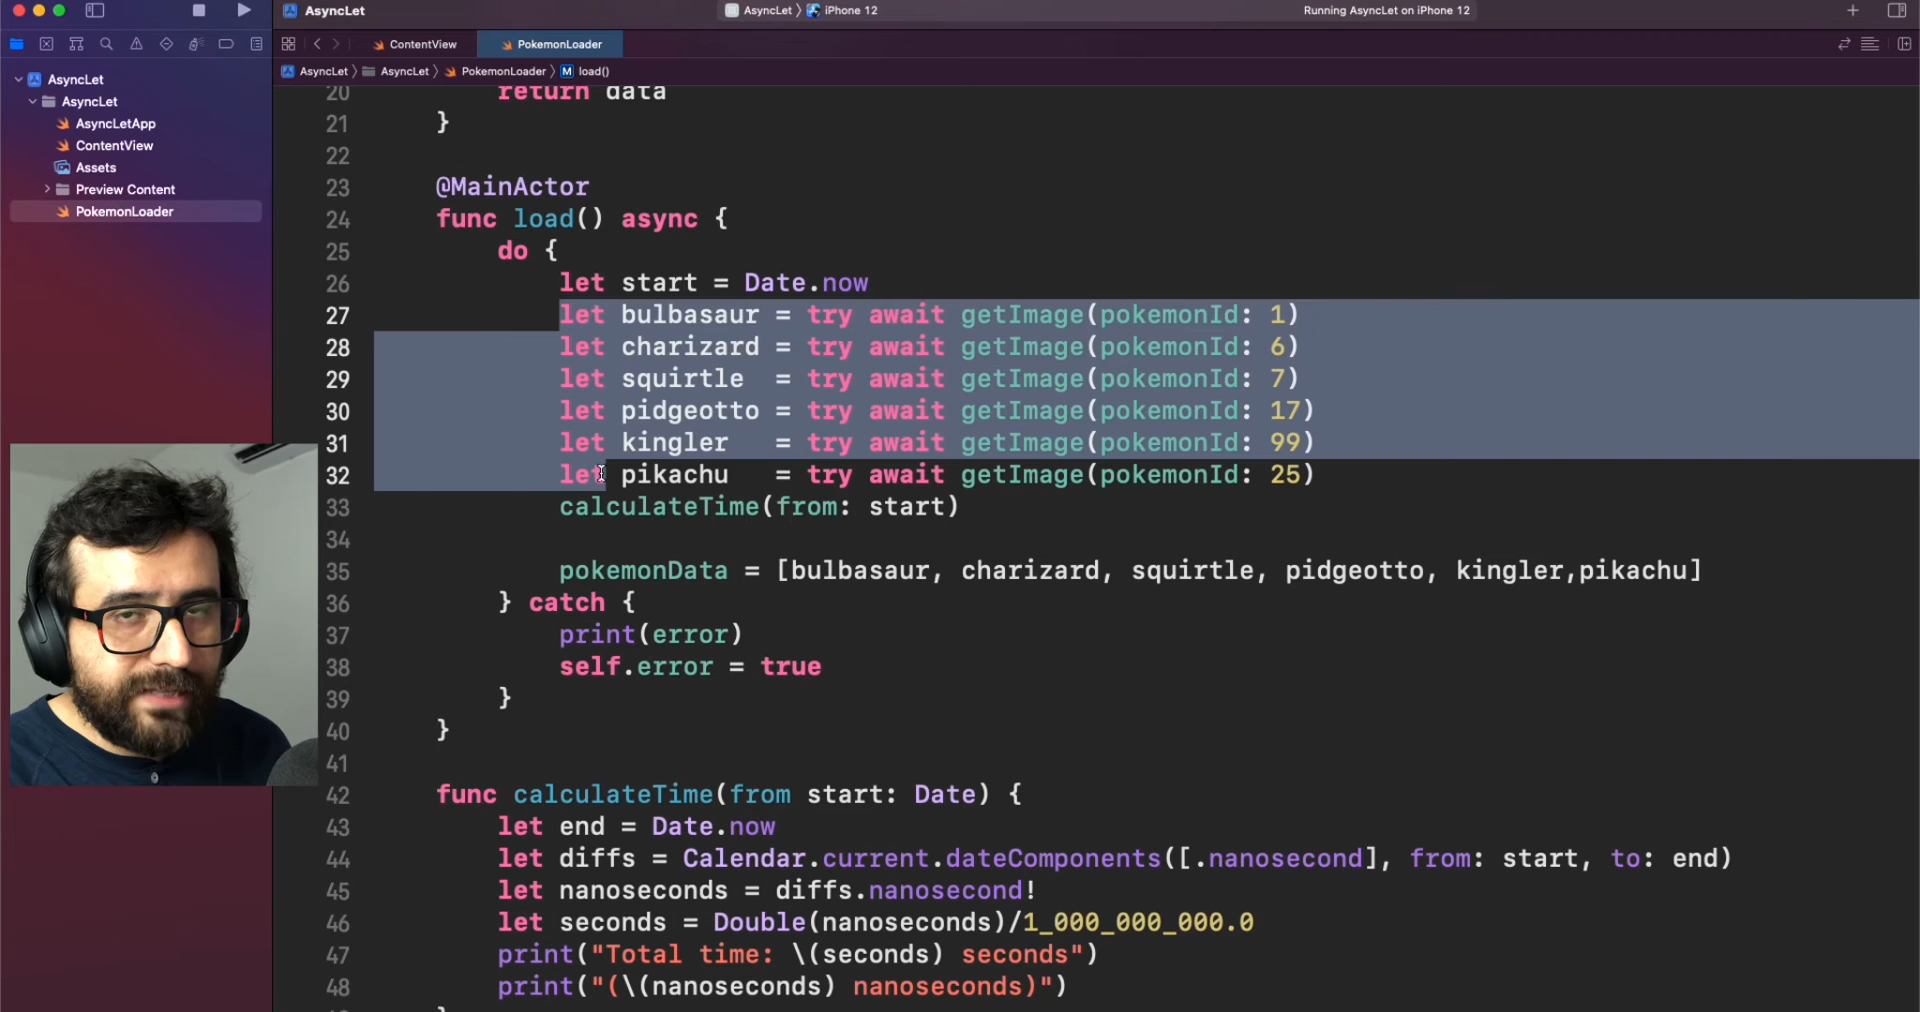 AsyncLet
AsyncLet
iPhone 12
Running AsyncLet on iPhone 12
ContentView
PokemonLoader
AsyncLet
AsyncLet
PokemonLoader
M load()
AsyncLet
AsyncLet
AsyncLetApp
ContentView
Assets
Preview Content
PokemonLoader
20 return data
21 }
22
23 @MainActor
24 func load() async {
25 do {
26 let start = Date.now
27 let bulbasaur = try await getImage(pokemonId: 1)
28 let charizard = try await getImage(pokemonId: 6)
29 let squirtle = try await getImage(pokemonId: 7)
30 let pidgeotto = try await getImage(pokemonId: 17)
31 let kingler = try await getImage(pokemonId: 99)
32 let pikachu = try await getImage(pokemonId: 25)
33 calculateTime(from: start)
34
35 pokemonData = [bulbasaur, charizard, squirtle, pidgeotto, kingler,pikachu]
36 } catch {
37 print(error)
38 self.error = true
39 }
40 }
41
42 func calculateTime(from start: Date) {
43 let end = Date.now
44 let diffs = Calendar.current.dateComponents([.nanosecond], from: start, to: end)
45 let nanoseconds = diffs.nanosecond!
46 let seconds = Double(nanoseconds)/1_000_000_000.0
47 print("Total time: \(seconds) seconds")
48 print("(\(nanoseconds) nanoseconds)")